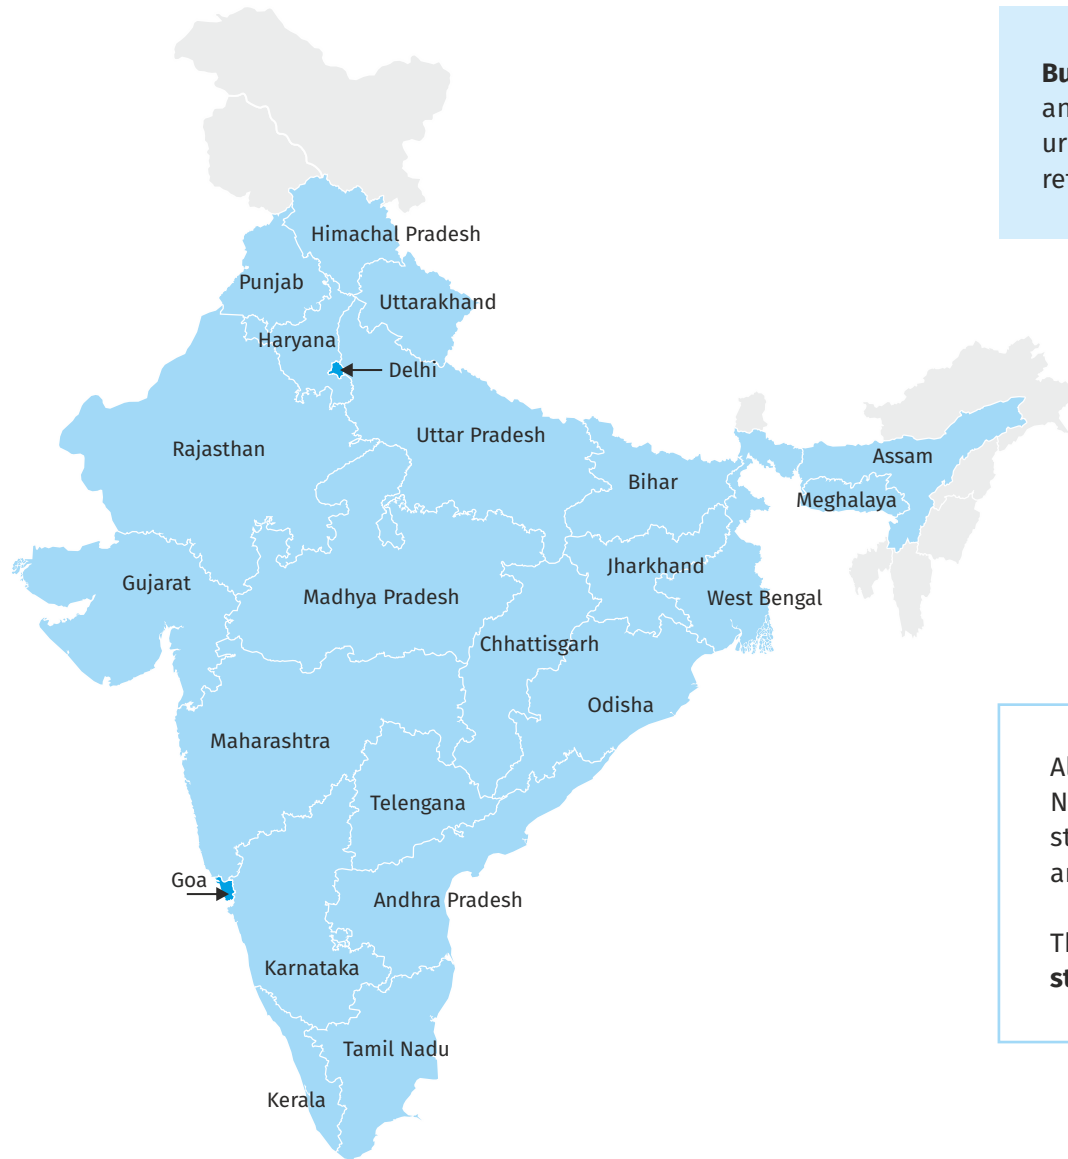 Himachal Pradesh
Punjab
Uttarakhand
Haryana
Delhi
Rajasthan
Uttar Pradesh
Bihar
Assam
Meghalaya
Gujarat
Madhya Pradesh
Jharkhand
West Bengal
Chhattisgarh
Odisha
Maharashtra
Telengana
Goa
Andhra Pradesh
Karnataka
Tamil Nadu
Kerala